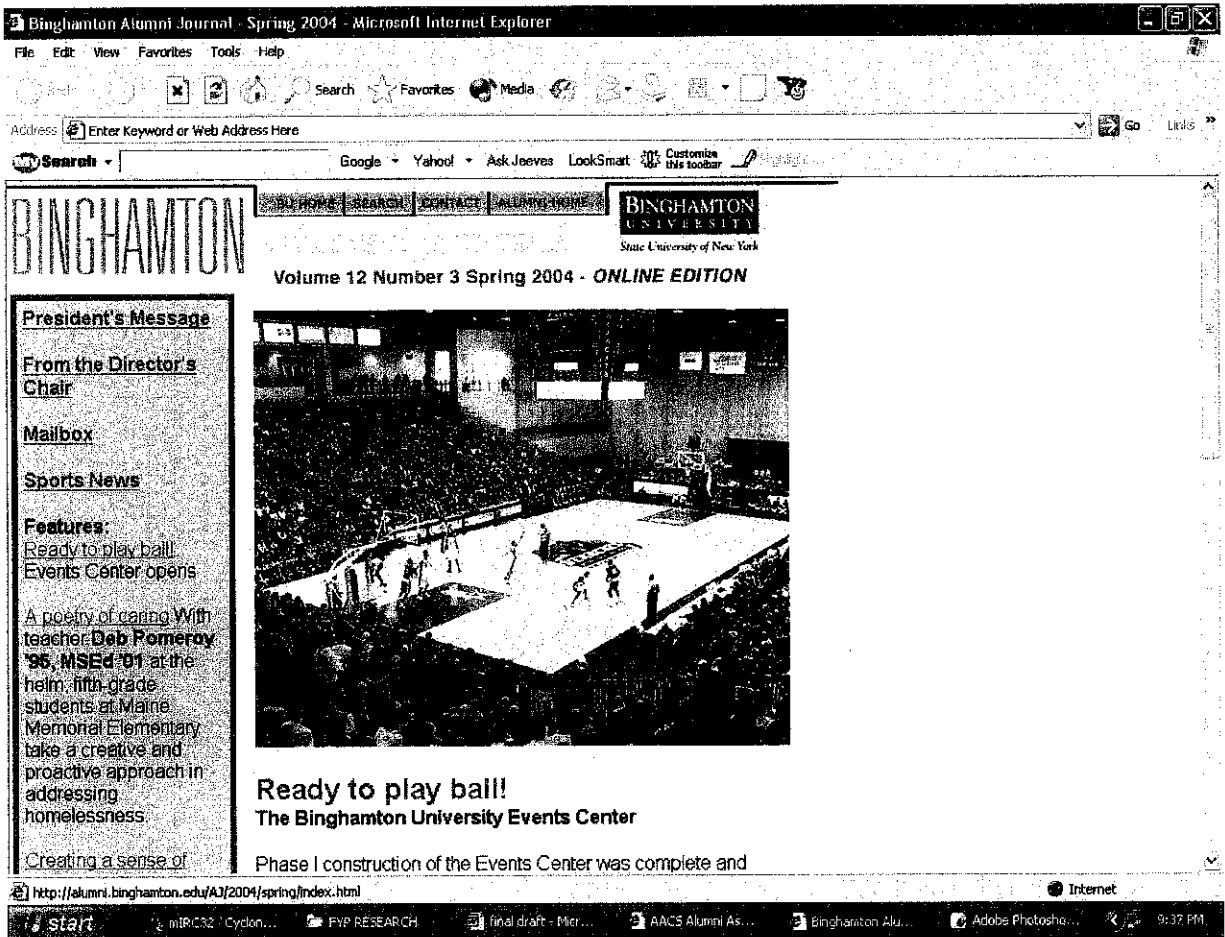 Binghamton Alumni Journal - Spring 2004 - Microsoft Internet Explorer
File Edit View Favorites Tools Help
Search Favorites Media
Address Enter Keyword or Web Address Here Go Links »
Search Google Yahoo! Ask Jeeves LookSmart Customize this toolbar
BINGHAMTON
BU HOME SEARCH CONTACT ALUMNI HOME
BINGHAMTON
UNIVERSITY
State University of New York
Volume 12 Number 3 Spring 2004 - ONLINE EDITION
President's Message
From the Director's
Chair
Mailbox
Sports News
Features:
Ready to play ball!
Events Center opens
A poetry of caring With
teacher Deb Pomeroy
'95, MSEd '01 at the
helm, fifth-grade
students at Maine
Memorial Elementary
take a creative and
proactive approach in
addressing
homelessness
Creating a sense of
Ready to play ball!
The Binghamton University Events Center
Phase I construction of the Events Center was complete and
http://alumni.binghamton.edu/AJ/2004/spring/index.html Internet
start mIRC32 - Cyclon... FYP RESEARCH final draft - Micr... AACS Alumni As... Binghamton Alu... Adobe Photosho... 9:37 PM